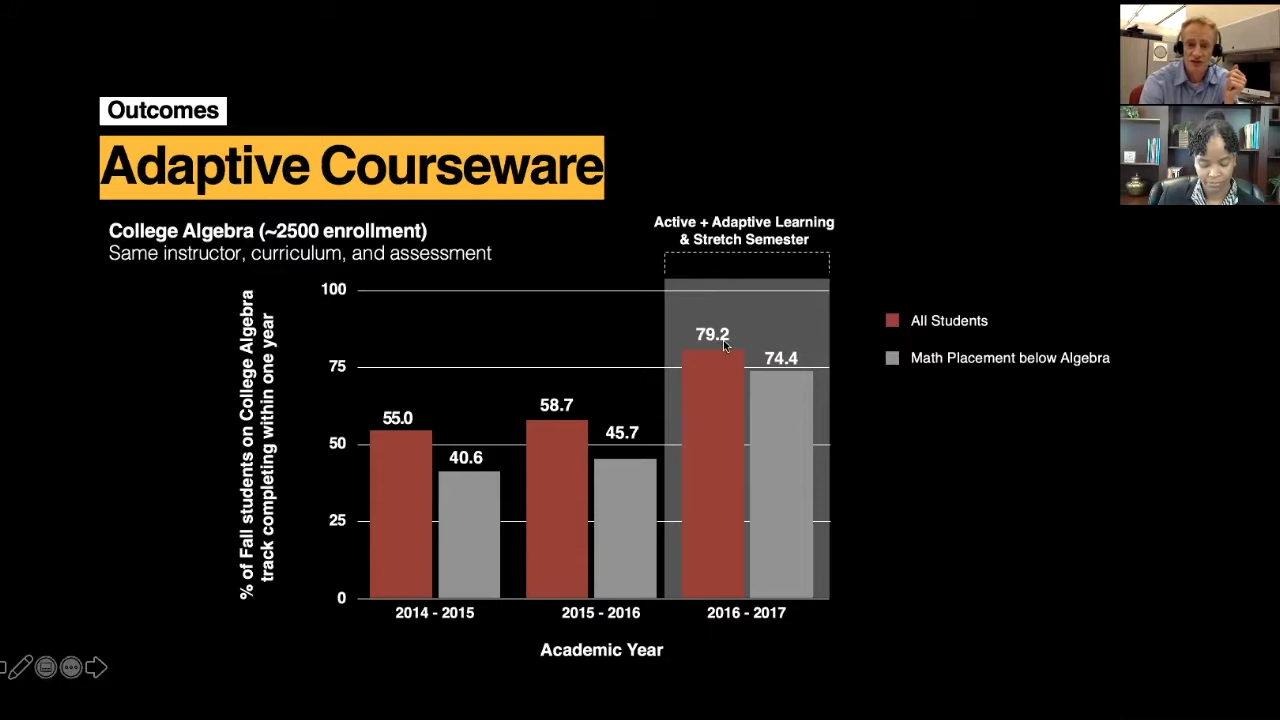 Outcomes
Adaptive Courseware
College Algebra (~2500 enrollment)
Same instructor, curriculum, and assessment
Active + Adaptive Learning
& Stretch Semester
% of Fall students on College Algebra
track completing within one year
100
75
50
25
0
55.0
40.6
58.7
45.7
79.2
74.4
2014 - 2015
2015 - 2016
2016 - 2017
Academic Year
All Students
Math Placement below Algebra